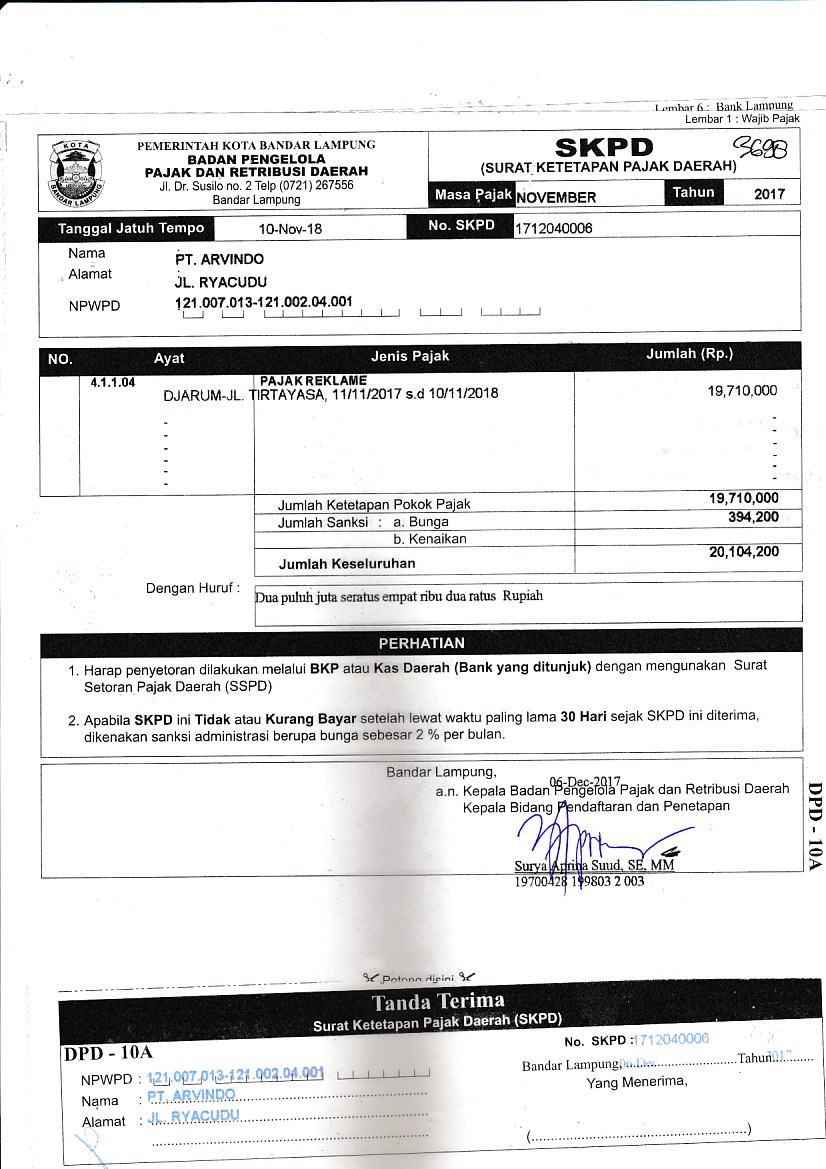 Lembar 6 : Bank Lampung
Lembar 1 : Wajib Pajak
KOTA
BANDAR LAMPUNG
PEMERINTAH KOTA BANDAR LAMPUNG
BADAN PENGELOLA
PAJAK DAN RETRIBUSI DAERAH
Jl. Dr. Susilo no. 2 Telp (0721) 267556
Bandar Lampung
SKPD
(SURAT KETETAPAN PAJAK DAERAH)
Masa Pajak NOVEMBER Tahun 2017
Tanggal Jatuh Tempo 10-Nov-18 No. SKPD 1712040006
Nama : PT. ARVINDO
Alamat : JL. RYACUDU
NPWPD 121.007.013-121.002.04.001
NO. Ayat Jenis Pajak Jumlah (Rp.)
4.1.1.04 PAJAK REKLAME
DJARUM-JL. TIRTAYASA, 11/11/2017 s.d 10/11/2018 19,710,000
- -
- -
- -
- -
- -
- -
Jumlah Ketetapan Pokok Pajak 19,710,000
Jumlah Sanksi : a. Bunga 394,200
b. Kenaikan
Jumlah Keseluruhan 20,104,200
Dengan Huruf : Dua puluh juta seratus empat ribu dua ratus Rupiah
PERHATIAN
1. Harap penyetoran dilakukan melalui BKP atau Kas Daerah (Bank yang ditunjuk) dengan mengunakan Surat
Setoran Pajak Daerah (SSPD)
2. Apabila SKPD ini Tidak atau Kurang Bayar setelah lewat waktu paling lama 30 Hari sejak SKPD ini diterima,
dikenakan sanksi administrasi berupa bunga sebesar 2 % per bulan.
Bandar Lampung, 06-Dec-2017
a.n. Kepala Badan Pengelola Pajak dan Retribusi Daerah
Kepala Bidang Pendaftaran dan Penetapan
Surya Aprina Suud, SE, MM
19700428 199803 2 003
DPD - 10A
Potong disini
Tanda Terima
Surat Ketetapan Pajak Daerah (SKPD)
DPD - 10A
No. SKPD : 1712040006
NPWPD : 121.007.013-121.002.04.001
Bandar Lampung, 06-Dec Tahun 2017
Nama : PT. ARVINDO
Yang Menerima,
Alamat : JL. RYACUDU
(..................................................)